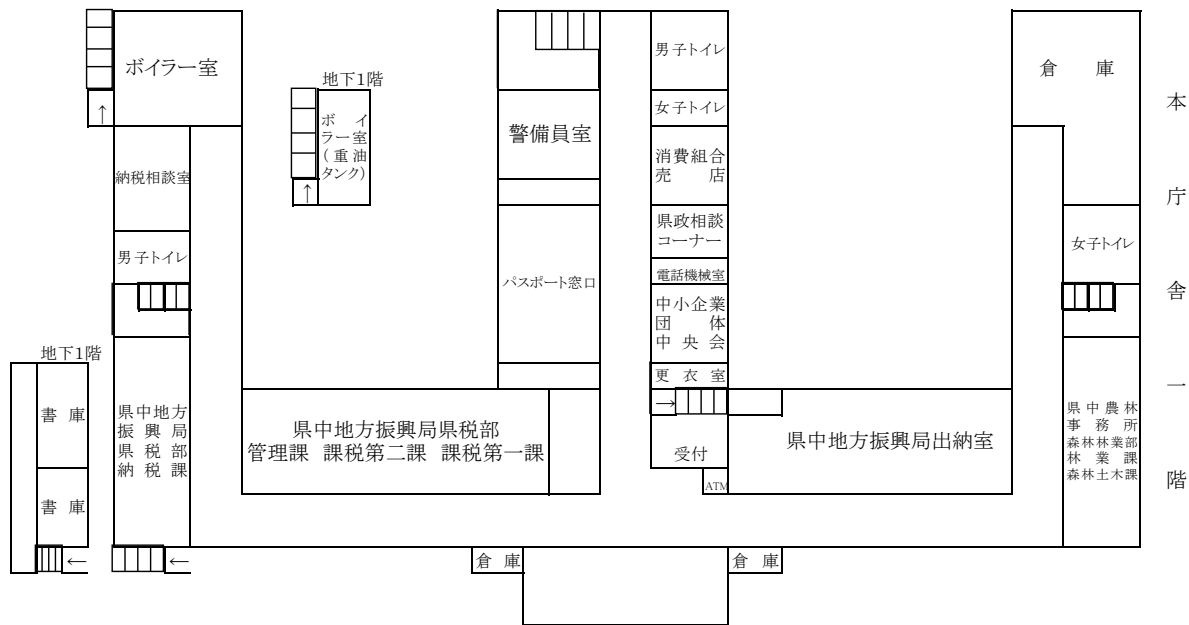 ボイラー室
↑
納税相談室
男子トイレ
地下1階
書庫
書庫
←
県中地方
振興局
県税部
納税課
←
地下1階
ボイ
ラー室
(重油
タンク)
↑
警備員室
パスポート窓口
県中地方振興局県税部
管理課 課税第二課 課税第一課
男子トイレ
女子トイレ
消費組合
売店
県政相談
コーナー
電話機械室
中小企業
団体
中央会
更衣室
→
受付
ATM
県中地方振興局出納室
倉庫
倉庫
倉庫
女子トイレ
県中農林
事務所
森林林業部
林業課
森林土木課
本庁舎一階